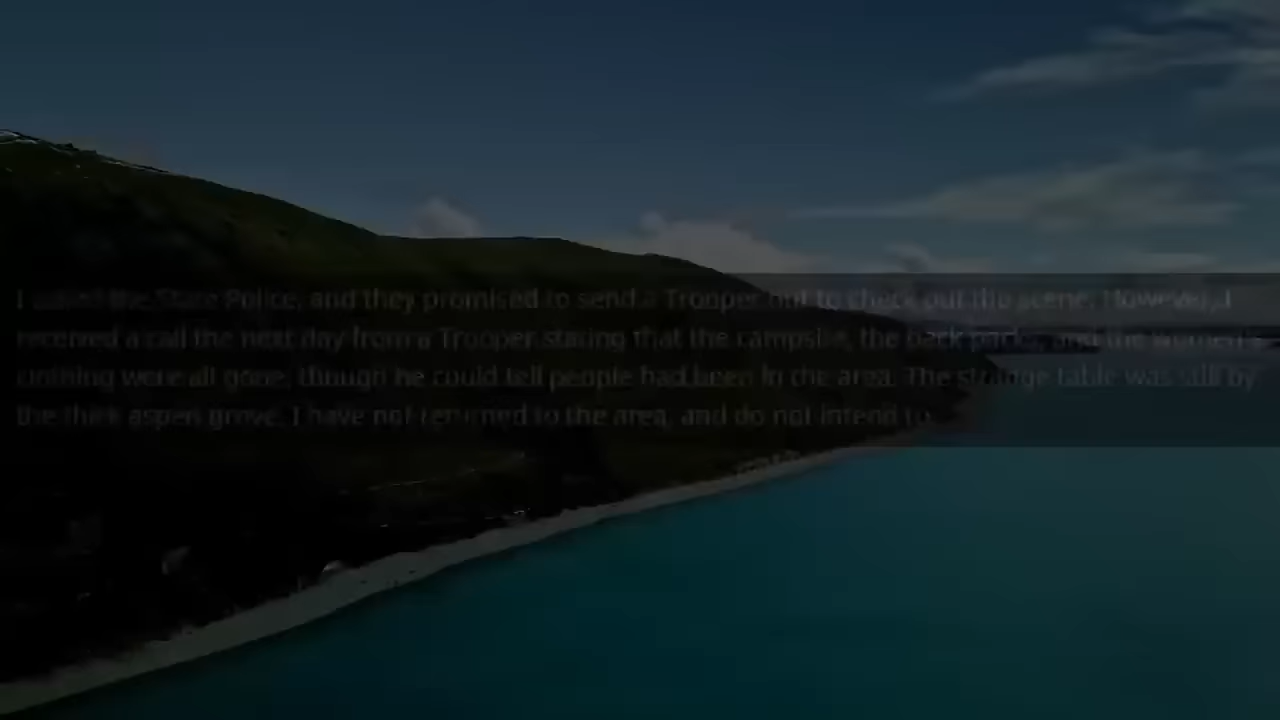 I called the State Police, and they promised to send a Trooper out to check out the scene. However, I
received a call the next day from a Trooper stating that the campsite, the back packs, and the
clothing were all gone, though he could tell people had been in the area. The strange table was still by
the thick aspen grove. I have not returned to the area, and do not intend to.